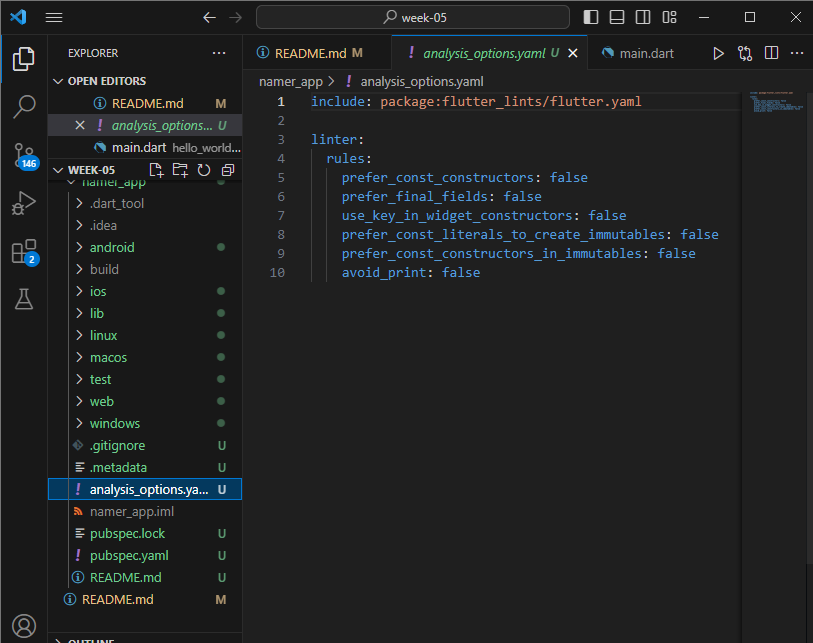 week-05
EXPLORER
README.md M
analysis_options.yaml U
main.dart
OPEN EDITORS
README.md M
analysis_options... U
main.dart hello_world...
namer_app > analysis_options.yaml
WEEK-05
namer_app
.dart_tool
.idea
android
build
ios
lib
linux
macos
test
web
windows
.gitignore U
.metadata U
analysis_options.ya... U
namer_app.iml
pubspec.lock U
pubspec.yaml U
README.md U
README.md M
OUTLINE
146
2
1 include: package:flutter_lints/flutter.yaml
2
3 linter:
4 rules:
5 prefer_const_constructors: false
6 prefer_final_fields: false
7 use_key_in_widget_constructors: false
8 prefer_const_literals_to_create_immutables: false
9 prefer_const_constructors_in_immutables: false
10 avoid_print: false